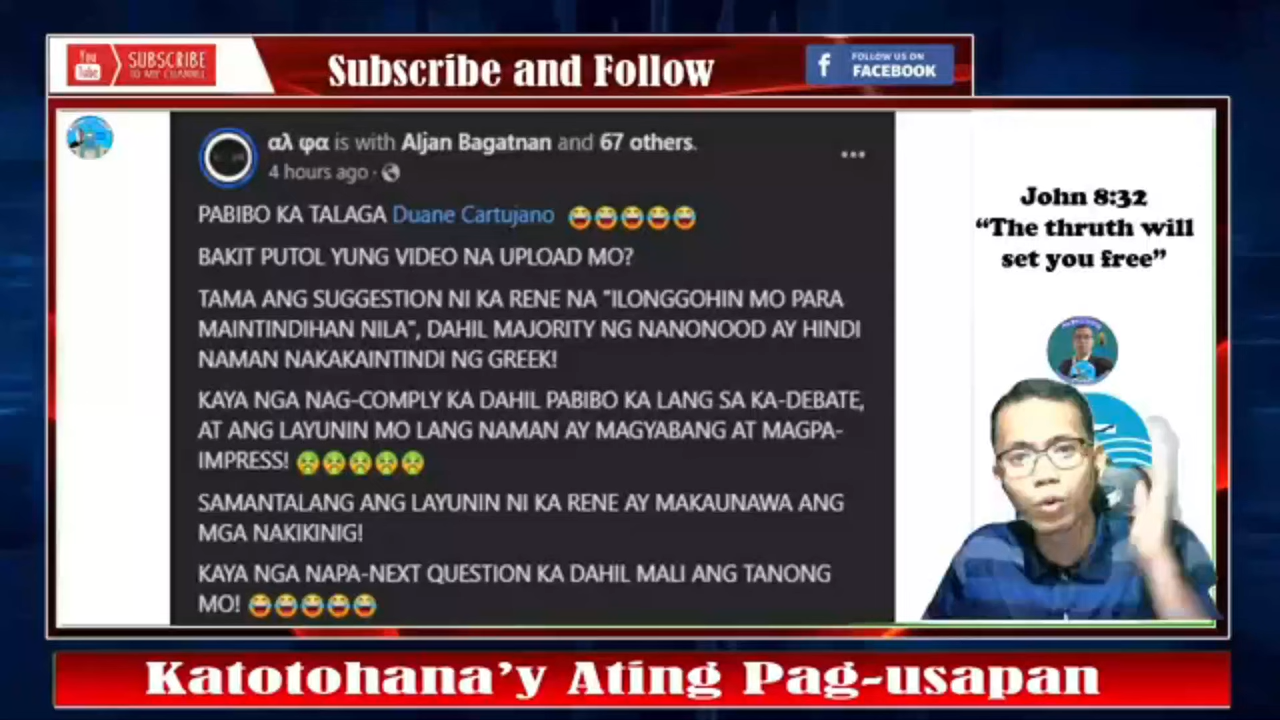 You
Tube
SUBSCRIBE
TO MY CHANNEL
Subscribe and Follow
f
FOLLOW US ON
FACEBOOK
αλ φα is with Aljan Bagatnan and 67 others.
4 hours ago ·
PABIBO KA TALAGA Duane Cartujano 😂😂😂😂😂
BAKIT PUTOL YUNG VIDEO NA UPLOAD MO?
TAMA ANG SUGGESTION NI KA RENE NA "ILONGGOHIN MO PARA
MAINTINDIHAN NILA", DAHIL MAJORITY NG NANONOOD AY HINDI
NAMAN NAKAKAINTINDI NG GREEK!
KAYA NGA NAG-COMPLY KA DAHIL PABIBO KA LANG SA KA-DEBATE,
AT ANG LAYUNIN MO LANG NAMAN AY MAGYABANG AT MAGPA-
IMPRESS! 🤢🤢🤢🤢🤢
SAMANTALANG ANG LAYUNIN NI KA RENE AY MAKAUNAWA ANG
MGA NAKIKINIG!
KAYA NGA NAPA-NEXT QUESTION KA DAHIL MALI ANG TANONG
MO! 😂😂😂😂😂
John 8:32
“The thruth will
set you free”
Katotohana’y Ating Pag-usapan